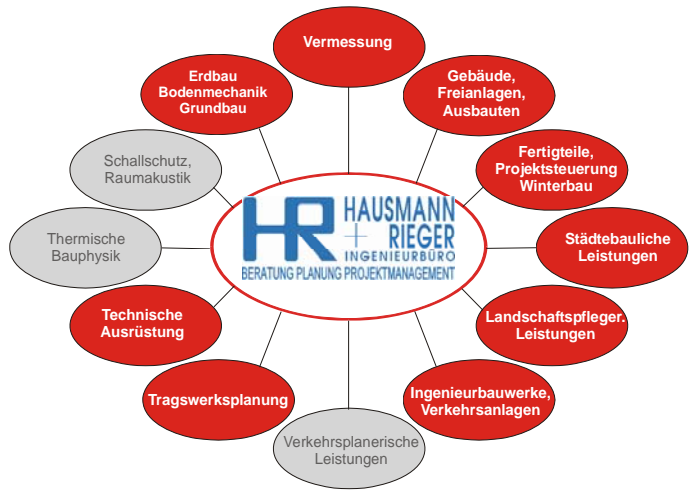 Vermessung
Erdbau
Bodenmechanik
Grundbau
Gebäude,
Freianlagen,
Ausbauten
Schallschutz,
Raumakustik
Fertigteile,
Projektsteuerung
Winterbau
HR HAUSMANN
+ RIEGER
INGENIEURBÜRO
BERATUNG PLANUNG PROJEKTMANAGEMENT
Thermische
Bauphysik
Städtebauliche
Leistungen
Technische
Ausrüstung
Landschaftspfleger.
Leistungen
Tragswerksplanung
Ingenieurbauwerke,
Verkehrsanlagen
Verkehrsplanerische
Leistungen